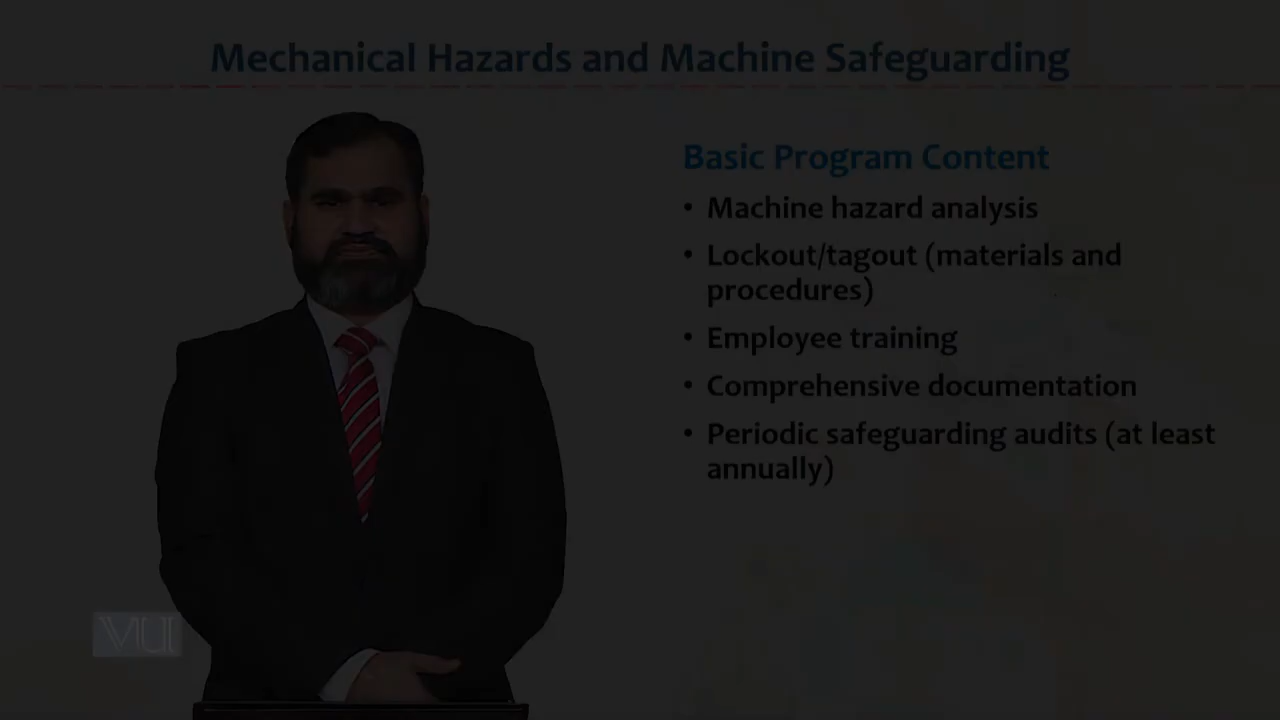 Mechanical Hazards and Machine Safeguarding
Basic Program Content
• Machine hazard analysis
• Lockout/tagout (materials and
procedures)
• Employee training
• Comprehensive documentation
• Periodic safeguarding audits (at least
annually)
VU